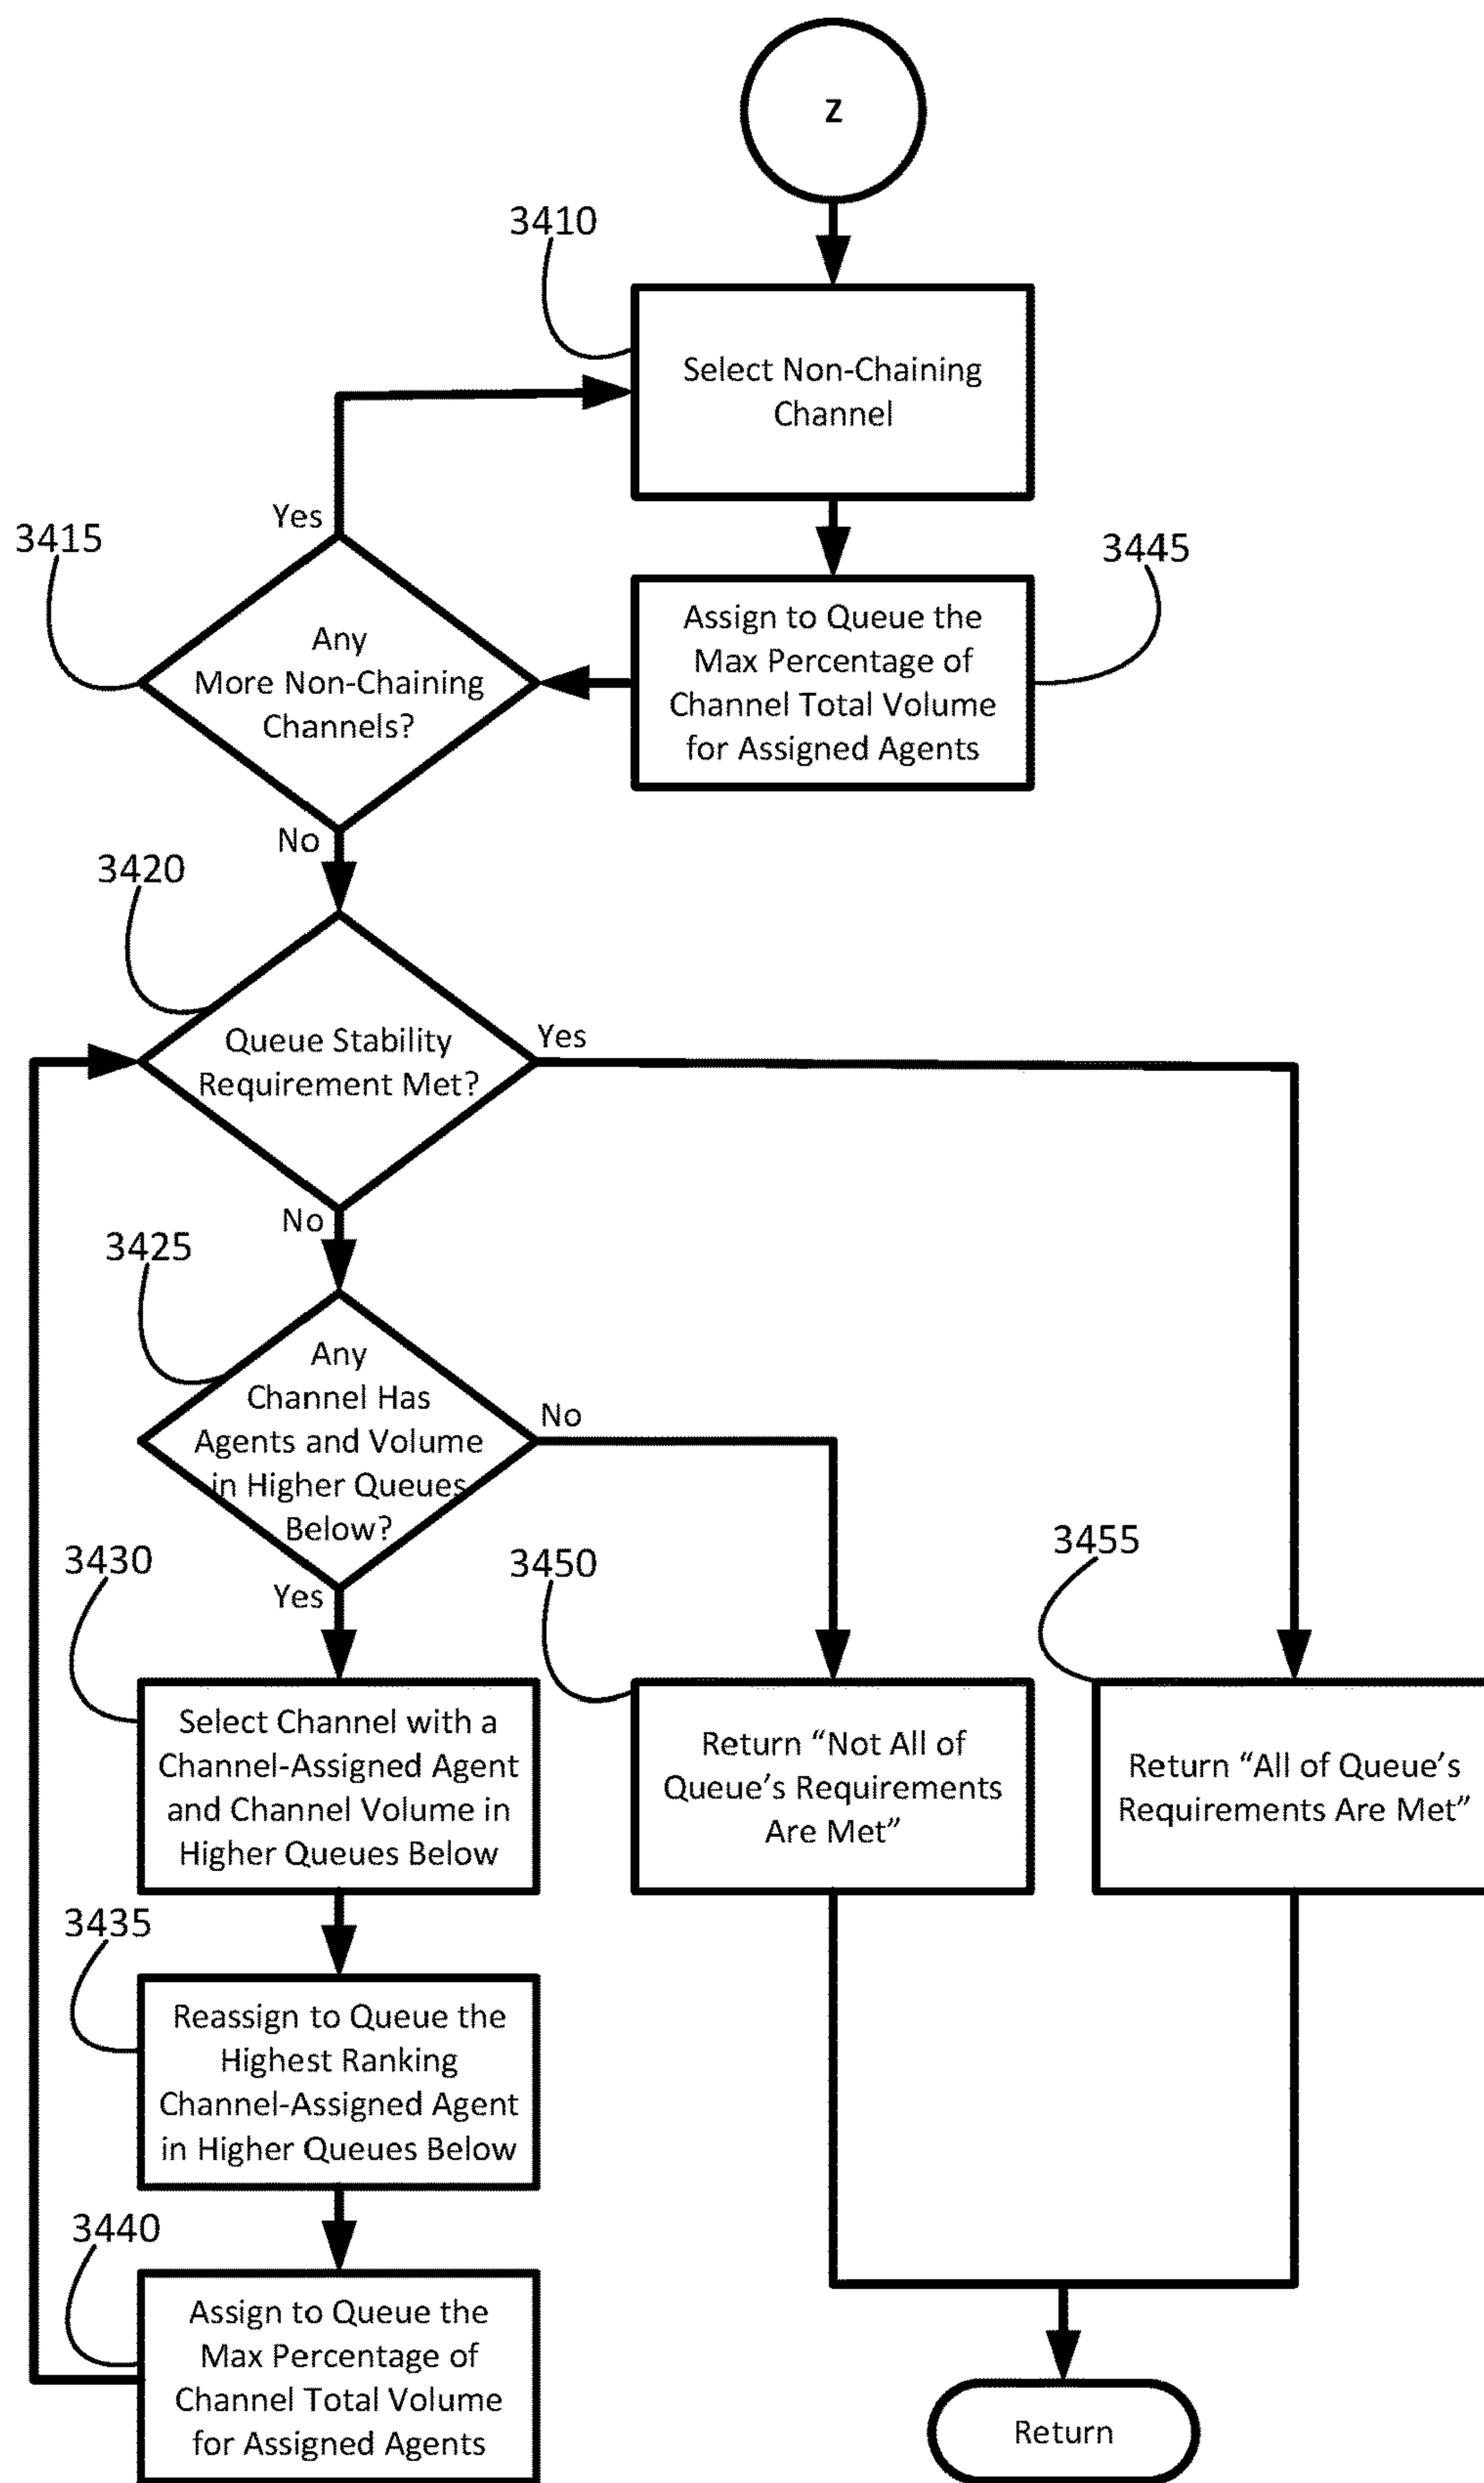 Z
3410
Select Non-Chaining
Channel
Yes
3415
3445
Any
More Non-Chaining
Channels?
Assign to Queue the
Max Percentage of
Channel Total Volume
for Assigned Agents
No
3420
Queue Stability
Requirement Met?
Yes
No
3425
Any
Channel Has
Agents and Volume
in Higher Queues
Below?
No
Yes
3430
3450
3455
Select Channel with a
Channel-Assigned Agent
and Channel Volume in
Higher Queues Below
Return “Not All of
Queue’s Requirements
Are Met”
Return “All of Queue’s
Requirements Are Met”
3435
Reassign to Queue the
Highest Ranking
Channel-Assigned Agent
in Higher Queues Below
3440
Assign to Queue the
Max Percentage of
Channel Total Volume
for Assigned Agents
Return